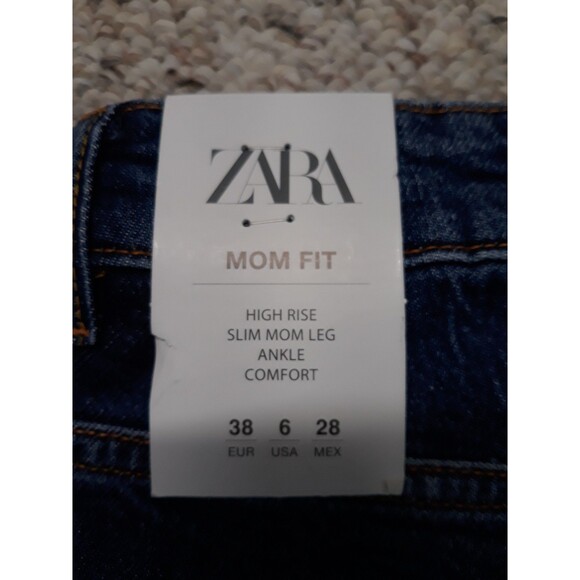 ZARA
MOM FIT
HIGH RISE
SLIM MOM LEG
ANKLE
COMFORT
38 6 28
EUR USA MEX